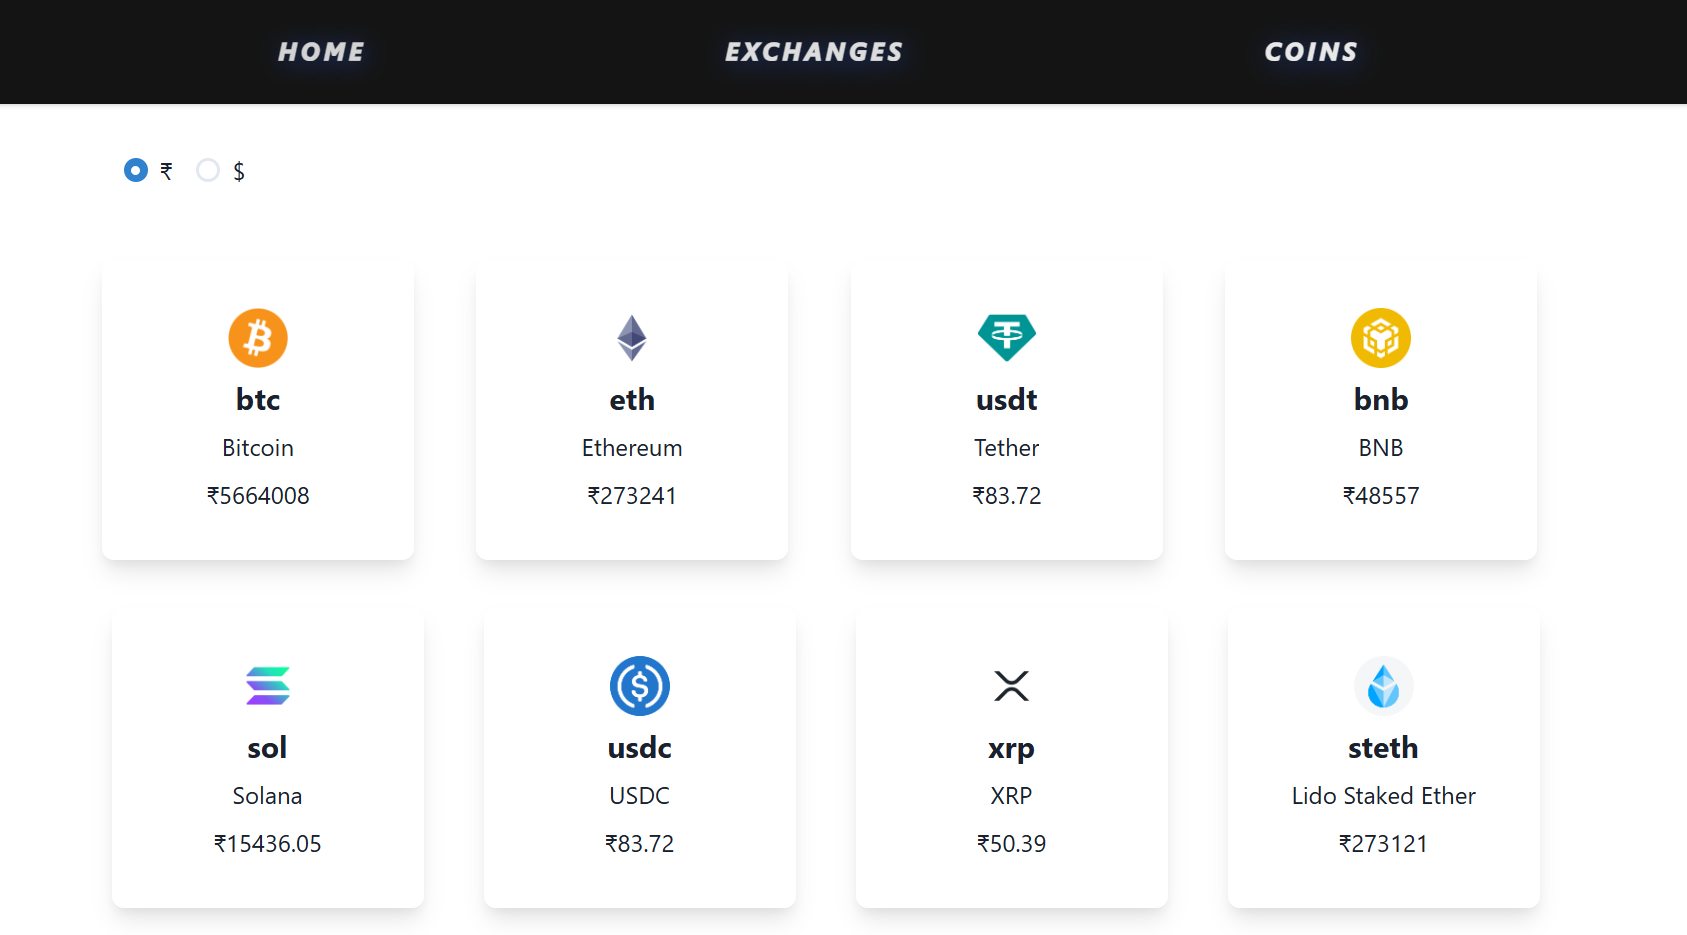 HOME EXCHANGES COINS
₹ $
btc eth usdt bnb
Bitcoin Ethereum Tether BNB
₹5664008 ₹273241 ₹83.72 ₹48557
sol usdc xrp steth
Solana USDC XRP Lido Staked Ether
₹15436.05 ₹83.72 ₹50.39 ₹273121